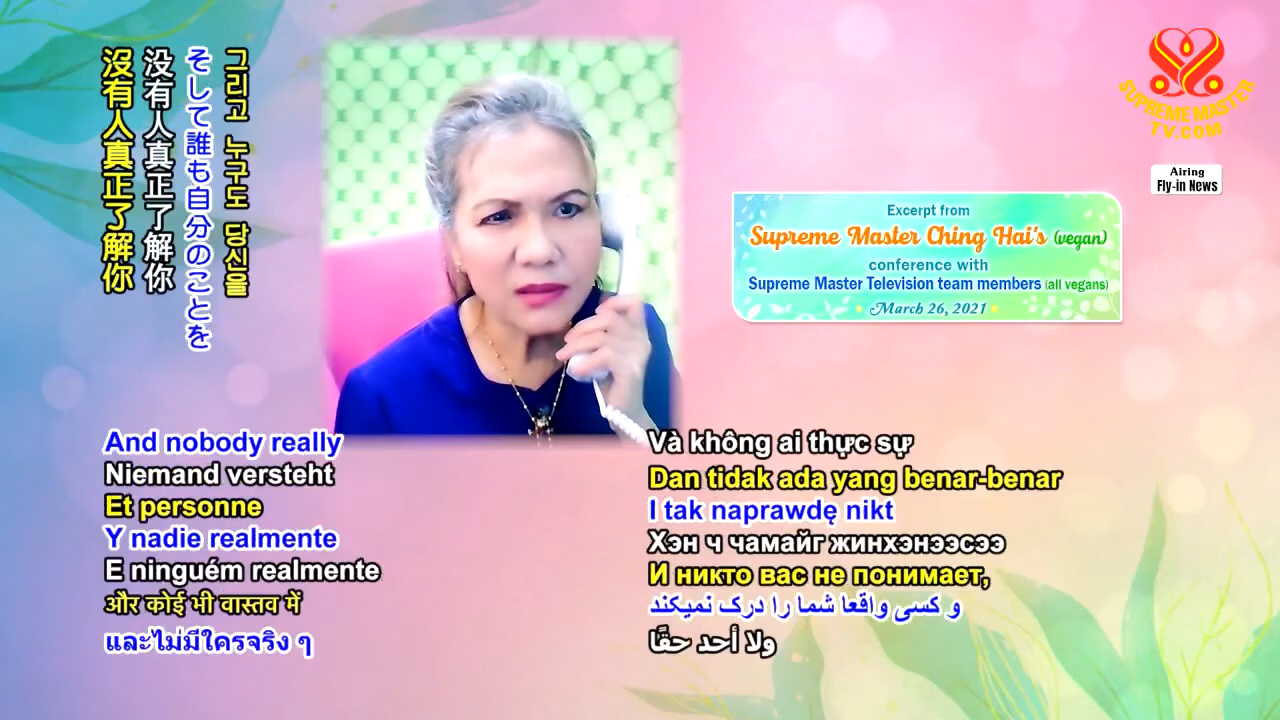 沒有人真正了解你
没有人真正了解你
そして誰も自分のことを
그리고 누구도 당신을
SUPREME MASTER
TV.COM
Airing
Fly-in News
Excerpt from
Supreme Master Ching Hai's (vegan)
conference with
Supreme Master Television team members (all vegans)
March 26, 2021
And nobody really
Niemand versteht
Et personne
Y nadie realmente
E ninguém realmente
और कोई भी वास्तव में
และไม่มีใครจริง ๆ
Và không ai thực sự
Dan tidak ada yang benar-benar
I tak naprawdę nikt
Хэн ч чамайг жинхэнээсээ
И никто вас не понимает,
و کسی واقعا شما را درک نمیکند
ولا أحد حقًا